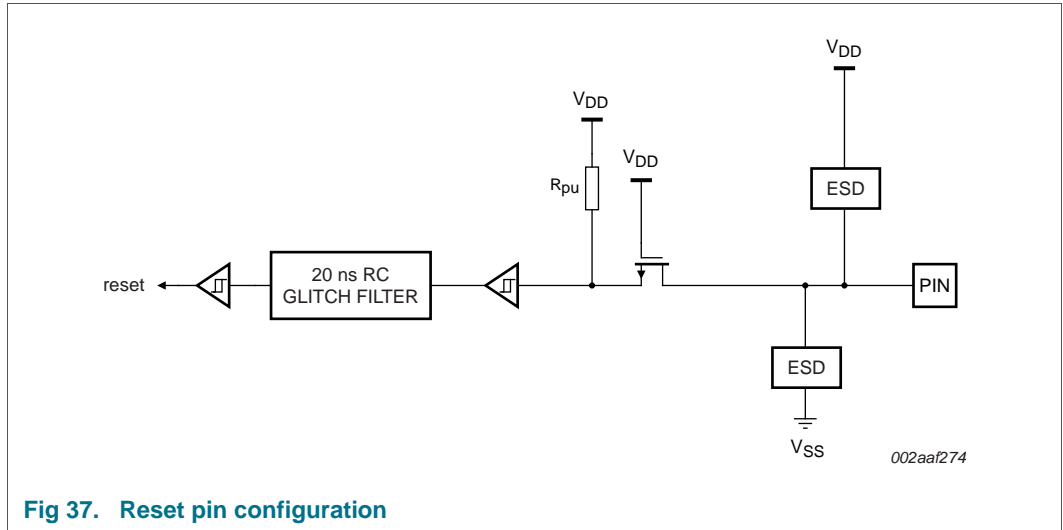 VDD
VDD
VDD
Rpu
ESD
reset
20 ns RC
GLITCH FILTER
PIN
ESD
VSS
002aaf274
Fig 37. Reset pin configuration